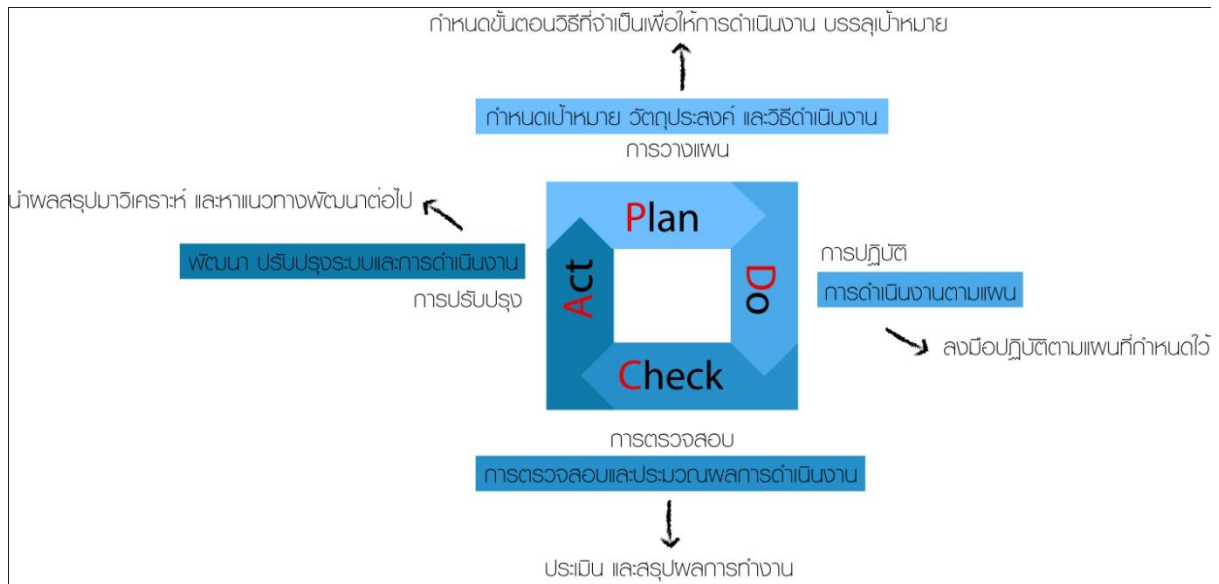 กำหนดขั้นตอนวิธีที่จำเป็นเพื่อให้การดำเนินงาน บรรลุเป้าหมาย
กำหนดเป้าหมาย วัตถุประสงค์ และวิธีดำเนินงาน
การวางแผน
นำผลสรุปมาวิเคราะห์ และหาแนวทางพัฒนาต่อไป
พัฒนา ปรับปรุงระบบและการดำเนินงาน
การปรับปรุง
Plan
Act
Do
Check
การปฏิบัติ
การดำเนินงานตามแผน
ลงมือปฏิบัติตามแผนที่กำหนดใว้
การตรวจสอบ
การตรวจสอบและประมวณผลการดำเนินงาน
ประเมิน และสรุปผลการทำงาน